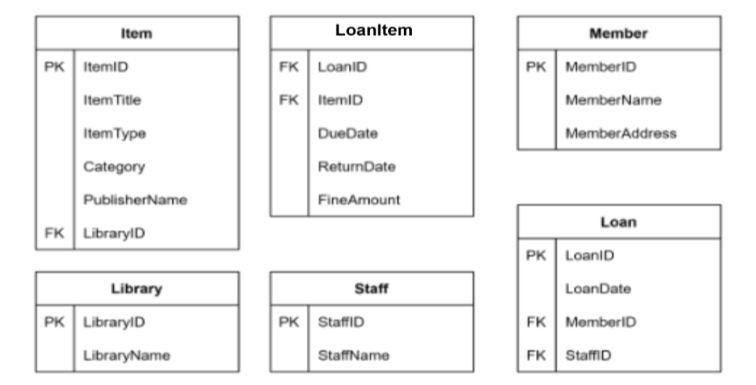 Item
PK ItemID
ItemTitle
ItemType
Category
PublisherName
FK LibraryID
LoanItem
FK LoanID
FK ItemID
DueDate
ReturnDate
FineAmount
Member
PK MemberID
MemberName
MemberAddress
Loan
PK LoanID
LoanDate
FK MemberID
FK StaffID
Library
PK LibraryID
LibraryName
Staff
PK StaffID
StaffName